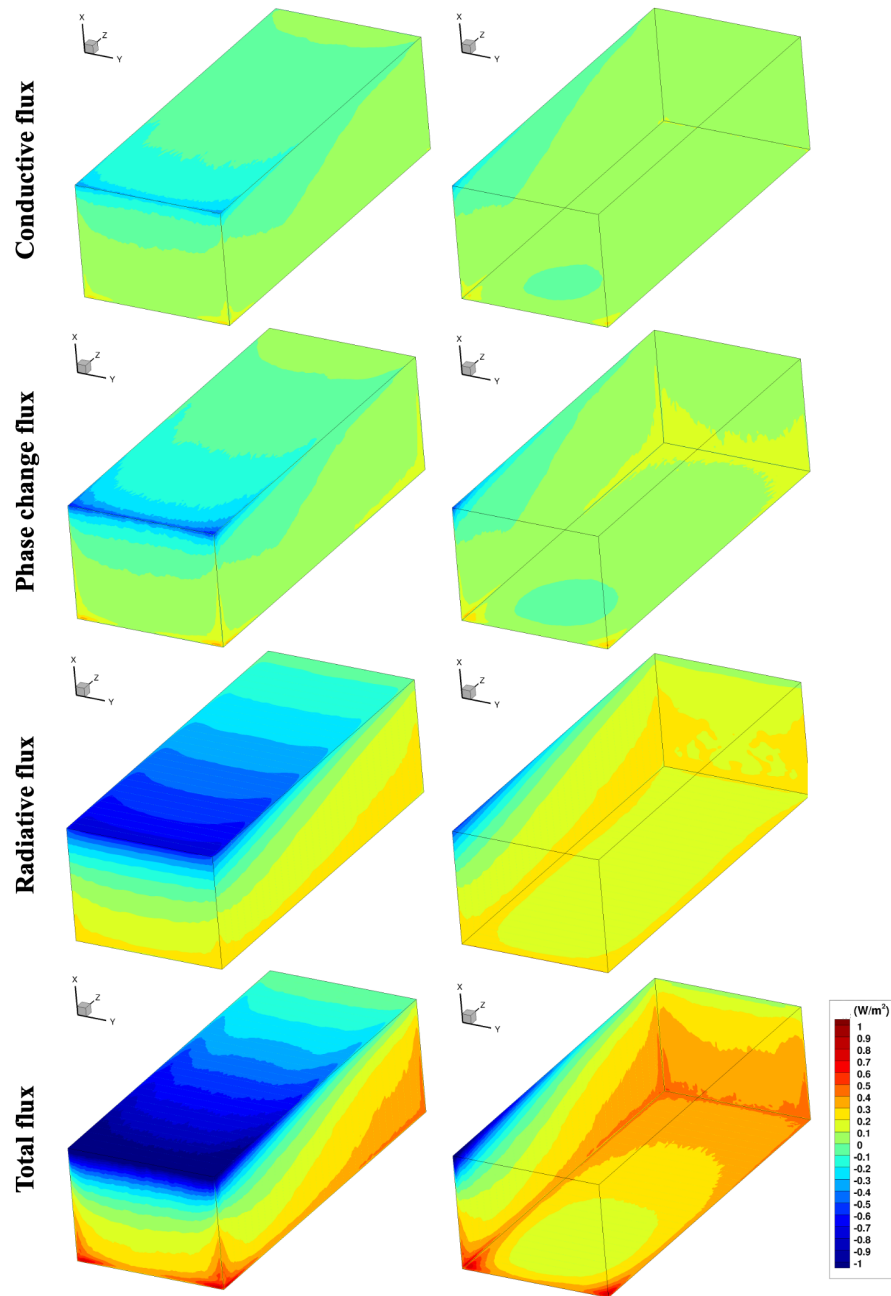 X
Z
Y
X
Z
Y
Conductive flux
X
Z
Y
X
Z
Y
Phase change flux
X
Z
Y
X
Z
Y
Radiative flux
X
Z
Y
X
Z
Y
Total flux
(W/m²)
1
0.9
0.8
0.7
0.6
0.5
0.4
0.3
0.2
0.1
0
-0.1
-0.2
-0.3
-0.4
-0.5
-0.6
-0.7
-0.8
-0.9
-1